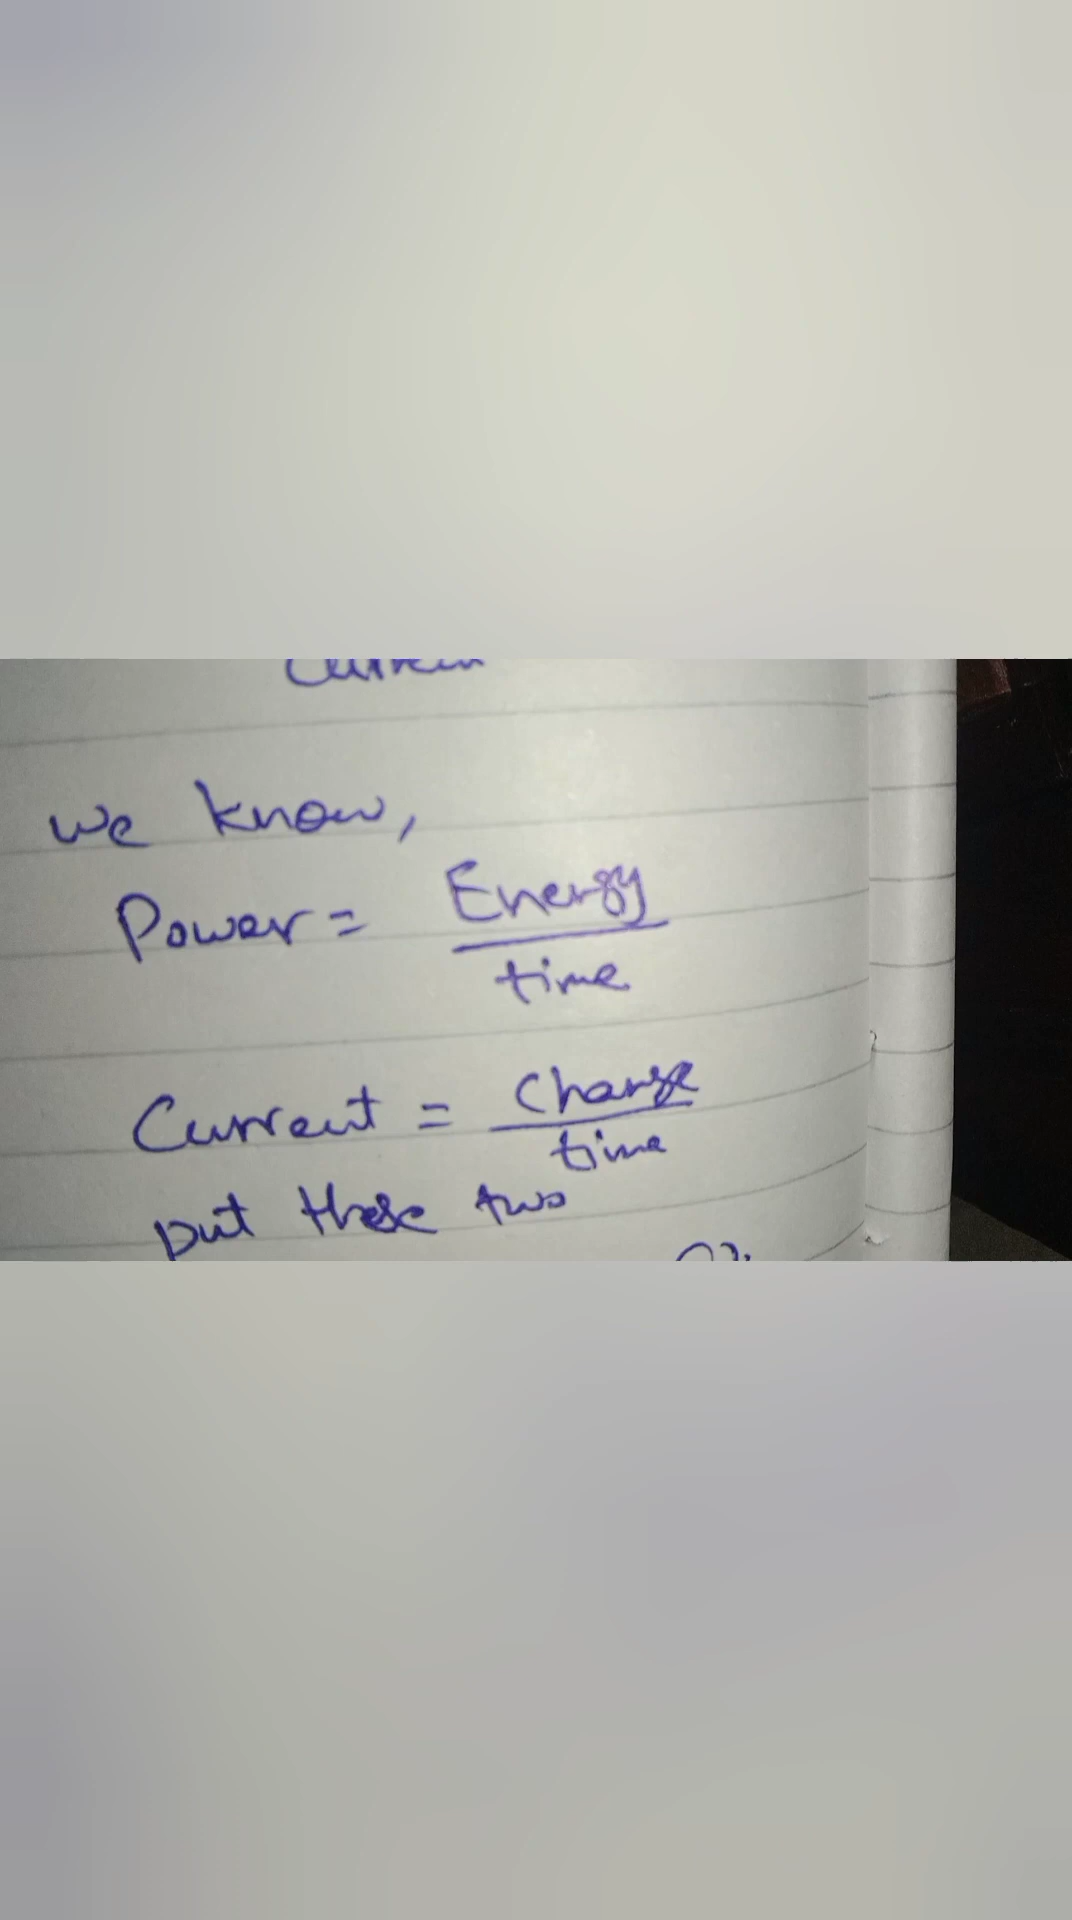 we know,
Power = Energy
time
Current = Charge
time
put these two